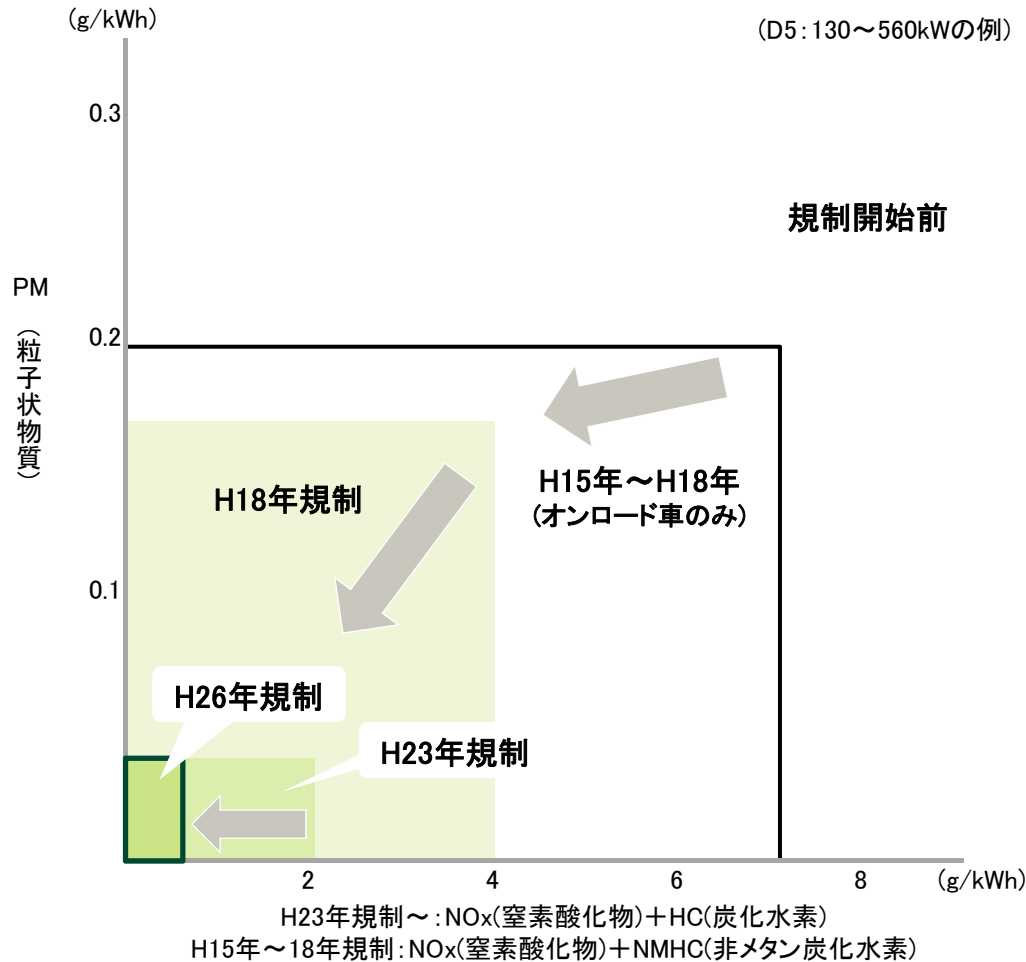 (g/kWh)
(D5:130～560kWの例)
0.3
規制開始前
PM
（粒子状物質）
0.2
H15年～H18年
(オンロード車のみ)
H18年規制
0.1
H26年規制
H23年規制
2
4
6
8
(g/kWh)
H23年規制～:NOx(窒素酸化物)＋HC(炭化水素)
H15年～18年規制:NOx(窒素酸化物)＋NMHC(非メタン炭化水素)